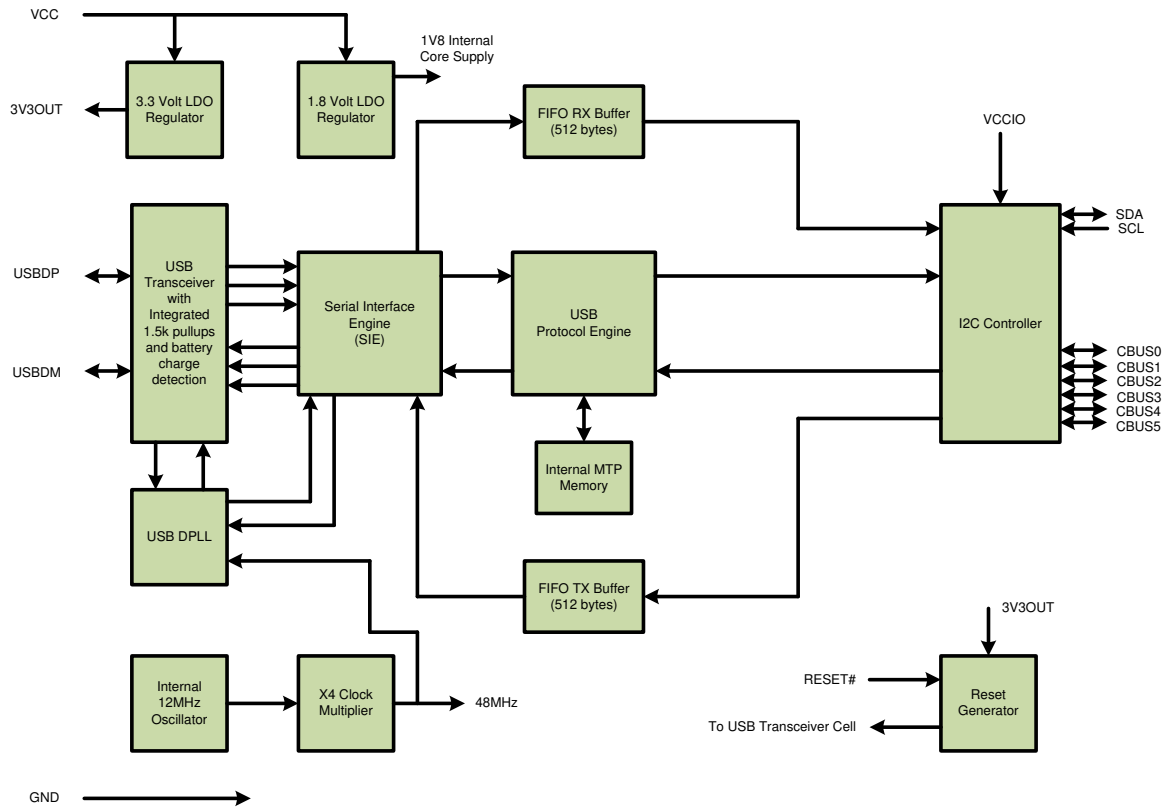 VCC
1V8 Internal
Core Supply
3.3 Volt LDO
Regulator
1.8 Volt LDO
Regulator
3V3OUT
FIFO RX Buffer
(512 bytes)
VCCIO
SDA
SCL
USBDP
USBDM
USB
Transceiver
with
Integrated
1.5k pullups
and battery
charge
detection
Serial Interface
Engine
(SIE)
USB
Protocol Engine
I2C Controller
CBUS0
CBUS1
CBUS2
CBUS3
CBUS4
CBUS5
Internal MTP
Memory
USB DPLL
FIFO TX Buffer
(512 bytes)
3V3OUT
Internal
12MHz
Oscillator
X4 Clock
Multiplier
48MHz
RESET#
Reset
Generator
To USB Transceiver Cell
GND